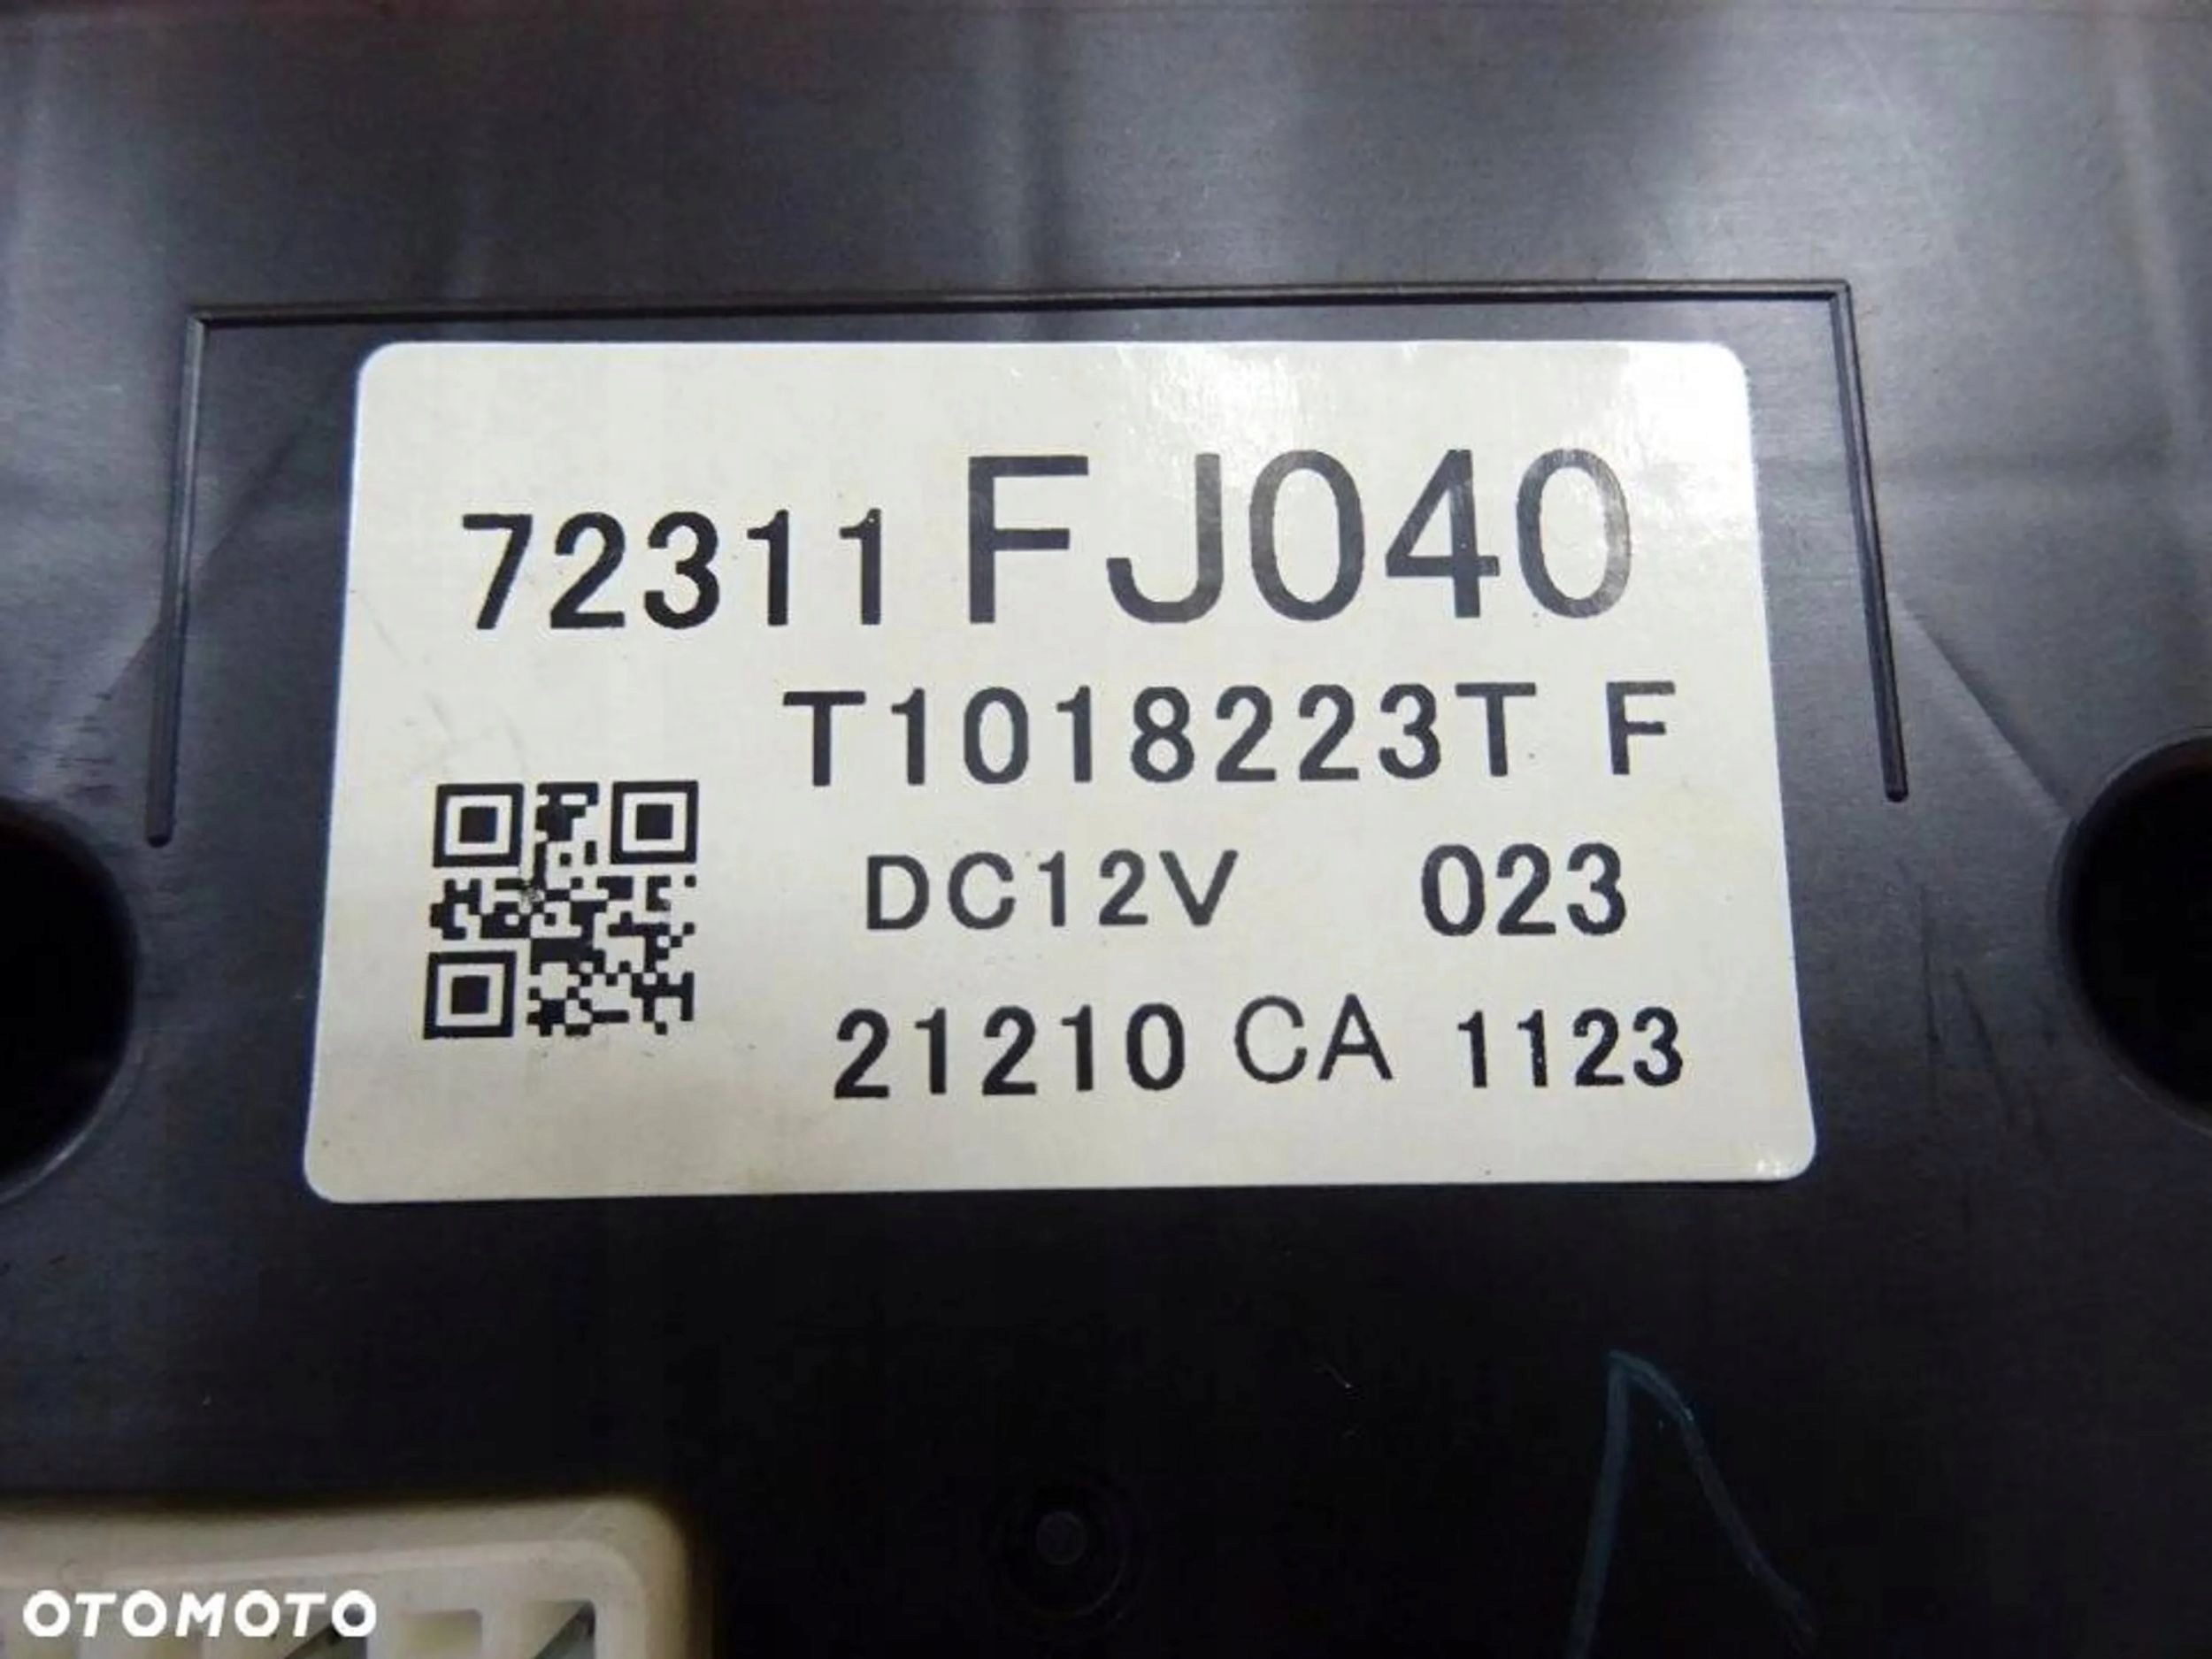 72311 FJ040
T1018223T F
DC12V 023
21210 CA 1123
OTOMOTO